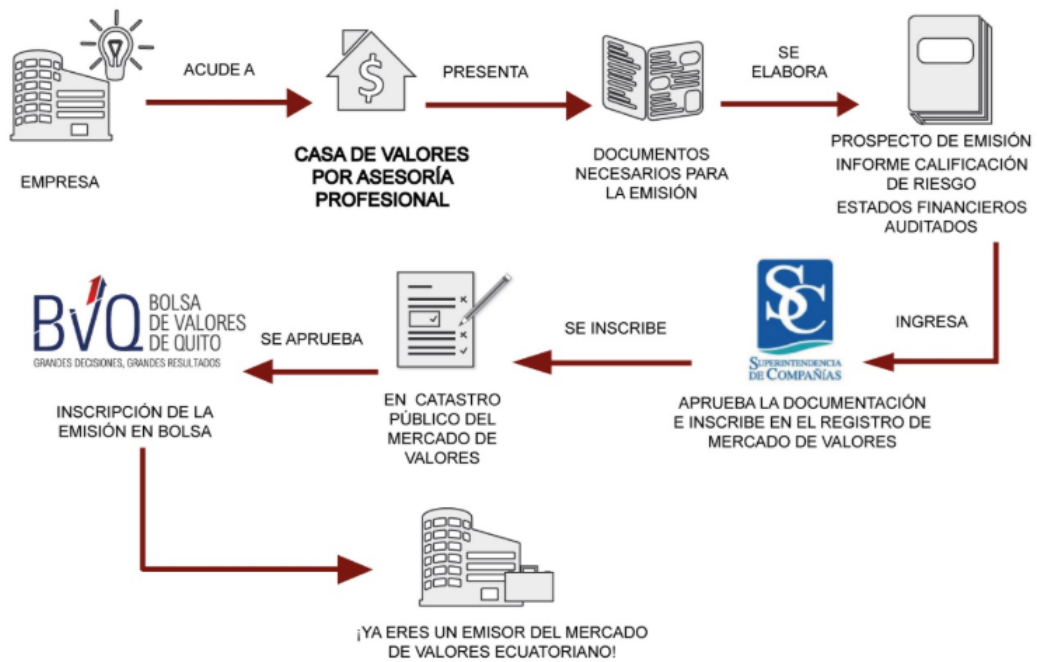 ACUDE A
PRESENTA
SE
ELABORA
EMPRESA
CASA DE VALORES
POR ASESORÍA
PROFESIONAL
DOCUMENTOS
NECESARIOS PARA
LA EMISIÓN
PROSPECTO DE EMISIÓN
INFORME CALIFICACIÓN
DE RIESGO
ESTADOS FINANCIEROS
AUDITADOS
INGRESA
SC
SUPERINTENDENCIA
DE COMPAÑÍAS
APRUEBA LA DOCUMENTACIÓN
E INSCRIBE EN EL REGISTRO DE
MERCADO DE VALORES
SE INSCRIBE
EN CATASTRO
PÚBLICO DEL
MERCADO DE
VALORES
SE APRUEBA
BVQ
BOLSA
DE VALORES
DE QUITO
GRANDES DECISIONES, GRANDES RESULTADOS
INSCRIPCIÓN DE LA
EMISIÓN EN BOLSA
¡YA ERES UN EMISOR DEL MERCADO
DE VALORES ECUATORIANO!